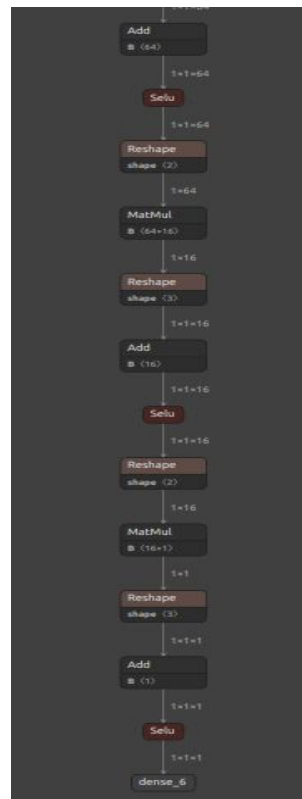 Add
B ⟨64⟩
1×1×64
Selu
1×1×64
Reshape
shape ⟨2⟩
1×64
MatMul
B ⟨64×16⟩
1×16
Reshape
shape ⟨3⟩
1×1×16
Add
B ⟨16⟩
1×1×16
Selu
1×1×16
Reshape
shape ⟨2⟩
1×16
MatMul
B ⟨16×1⟩
1×1
Reshape
shape ⟨3⟩
1×1×1
Add
B ⟨1⟩
1×1×1
Selu
1×1×1
dense_6